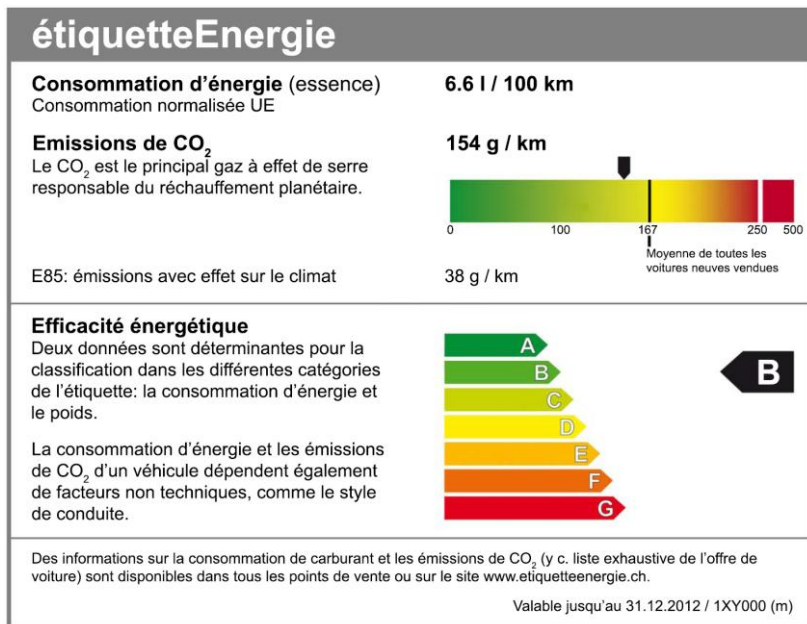 étiquetteEnergie
Consommation d'énergie (essence) 6.6 l / 100 km
Consommation normalisée UE
Emissions de CO₂ 154 g / km
Le CO₂ est le principal gaz à effet de serre
responsable du réchauffement planétaire.
0 100 167 250 500
Moyenne de toutes les
voitures neuves vendues
E85: émissions avec effet sur le climat 38 g / km
Efficacité énergétique
Deux données sont déterminantes pour la
classification dans les différentes catégories
de l'étiquette: la consommation d'énergie et
le poids.
La consommation d'énergie et les émissions
de CO₂ d'un véhicule dépendent également
de facteurs non techniques, comme le style
de conduite.
A
B
C
D
E
F
G
B
Des informations sur la consommation de carburant et les émissions de CO₂ (y c. liste exhaustive de l'offre de
voiture) sont disponibles dans tous les points de vente ou sur le site www.etiquetteenergie.ch.
Valable jusqu'au 31.12.2012 / 1XY000 (m)